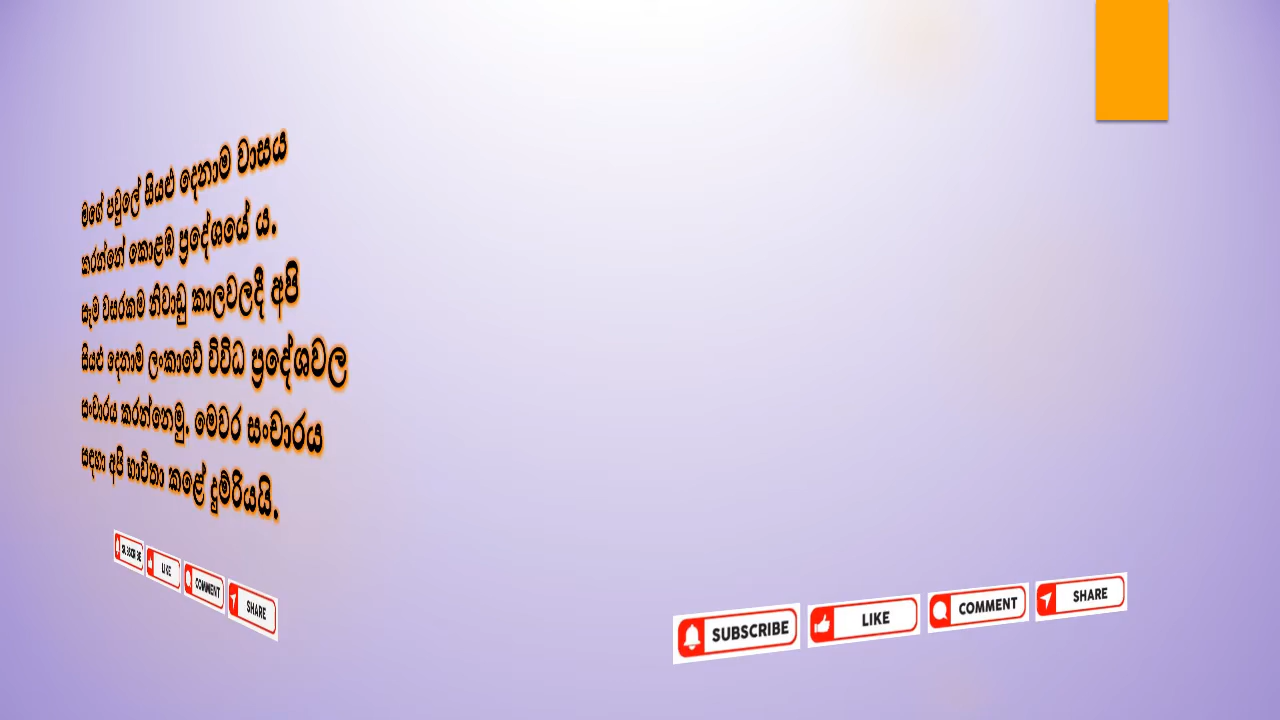 මගේ පවුලේ සියළු දෙනාම වාසය
කරන්නේ කොළඹ ප්‍රදේශයේ ය.
සෑම වසරකම නිවාඩු කාලවලදී අපි
සියළු දෙනාම ලංකාවේ විවිධ ප්‍රදේශවල
සංචාරය කරන්නෙමු. මෙවර සංචාරය
සඳහා අපි භාවිතා කළේ දුම්රියයි.
SUBSCRIBE LIKE COMMENT SHARE
SUBSCRIBE LIKE COMMENT SHARE